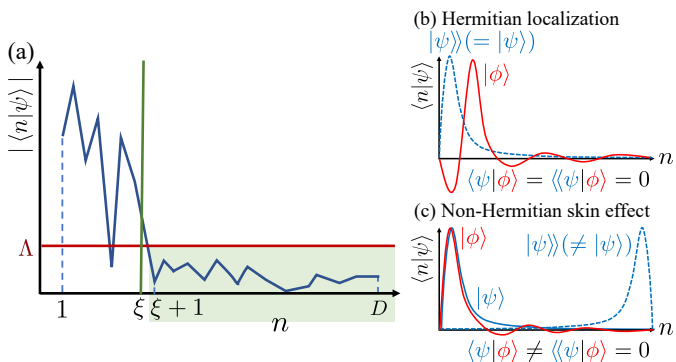 (a)
|⟨n|ψ⟩|
Λ
1
ξ
ξ + 1
D
n
(b) Hermitian localization
|ψ⟩⟩(= |ψ⟩)
|ϕ⟩
⟨n|ψ⟩
n
⟨ψ|ϕ⟩ = ⟨⟨ψ|ϕ⟩ = 0
(c) Non-Hermitian skin effect
|ϕ⟩
|ψ⟩⟩(≠ |ψ⟩)
⟨n|ψ⟩
|ψ⟩
n
⟨ψ|ϕ⟩ ≠ ⟨⟨ψ|ϕ⟩ = 0